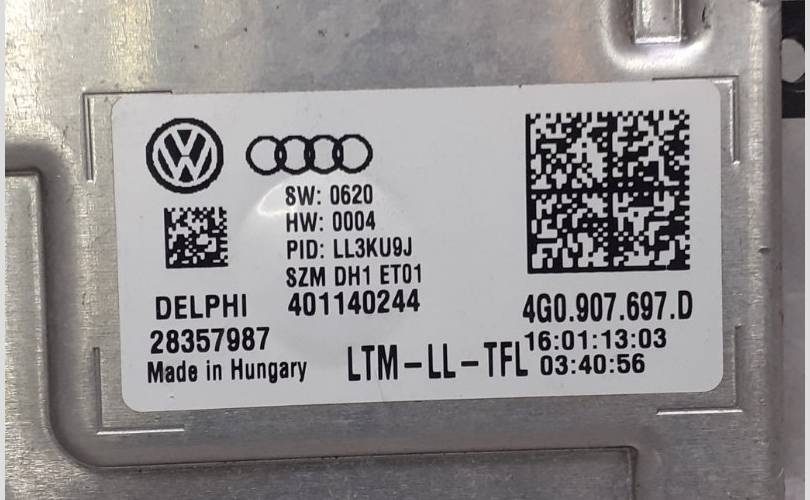 SW: 0620
HW: 0004
PID: LL3KU9J
SZM DH1 ET01
DELPHI 401140244
28357987
Made in Hungary
LTM-LL-TFL
4G0.907.697.D
16:01:13:03
03:40:56